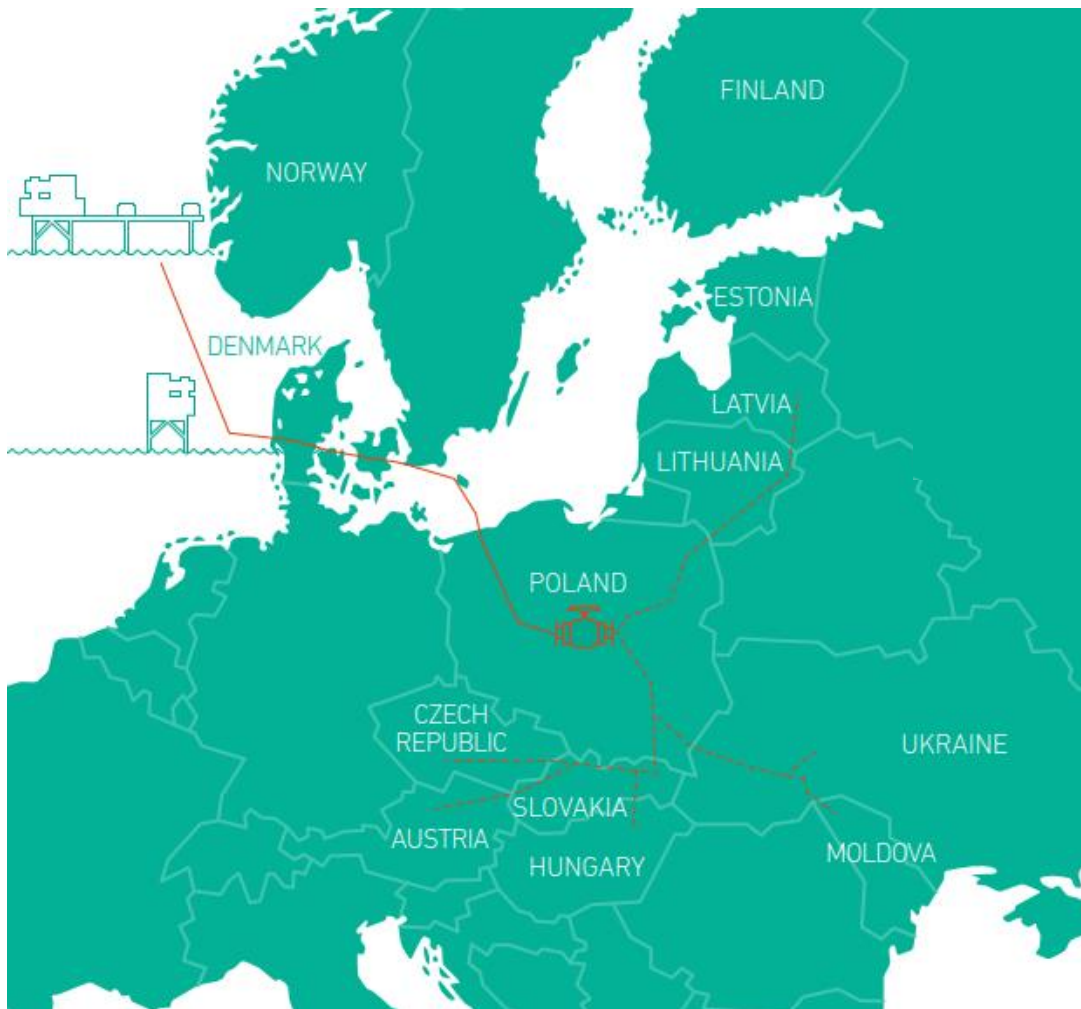 FINLAND
NORWAY
ESTONIA
DENMARK
LATVIA
LITHUANIA
POLAND
CZECH
REPUBLIC
UKRAINE
SLOVAKIA
AUSTRIA
MOLDOVA
HUNGARY